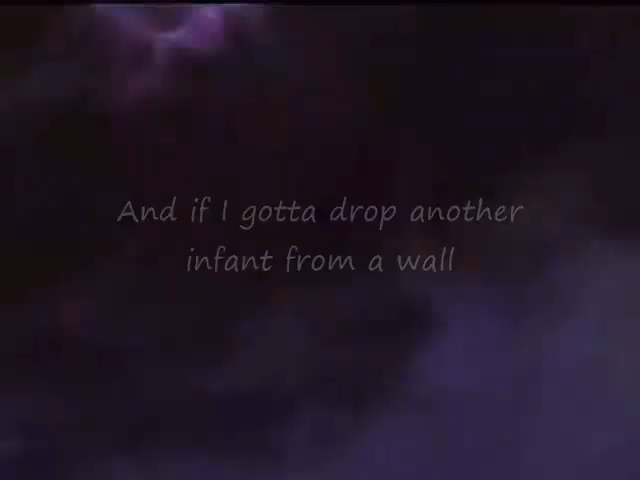 And if I gotta drop another
infant from a wall